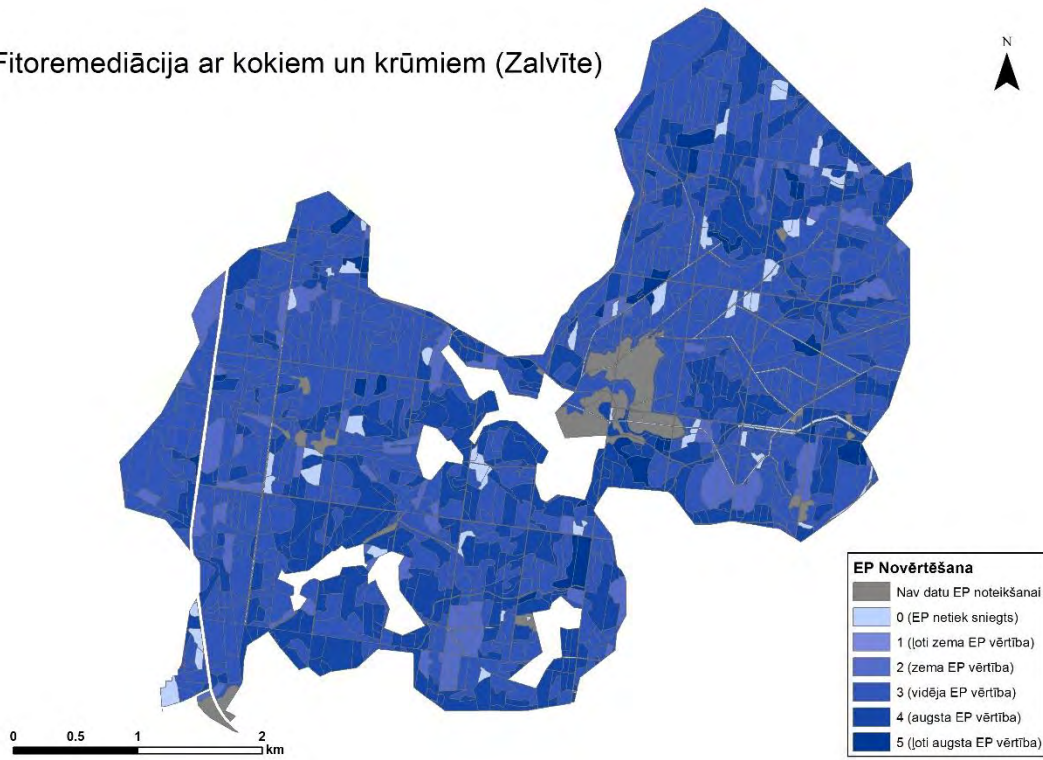 Fitoremediācija ar kokiem un krūmiem (Zalvīte)
N
EP Novērtēšana
Nav datu EP noteikšanai
0 (EP netiek sniegts)
1 (ļoti zema EP vērtība)
2 (zema EP vērtība)
3 (vidēja EP vērtība)
4 (augsta EP vērtība)
5 (ļoti augsta EP vērtība)
0 0.5 1 2
km